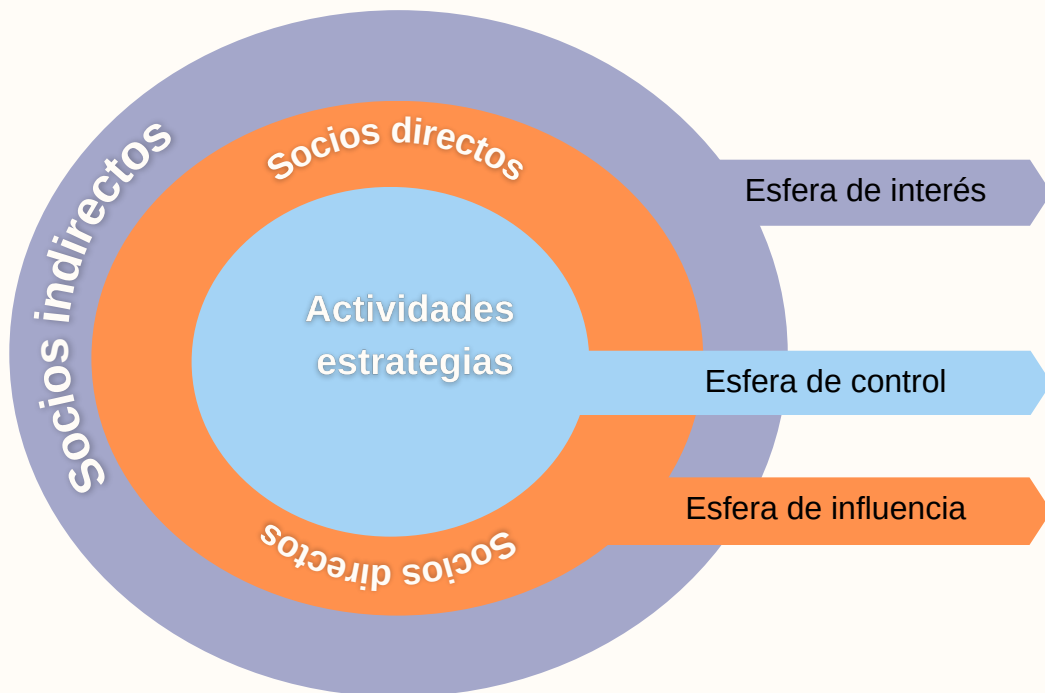 Socios directos
Socios indirectos
Esfera de interés
Actividades
estrategias
Esfera de control
Esfera de influencia
Socios directos